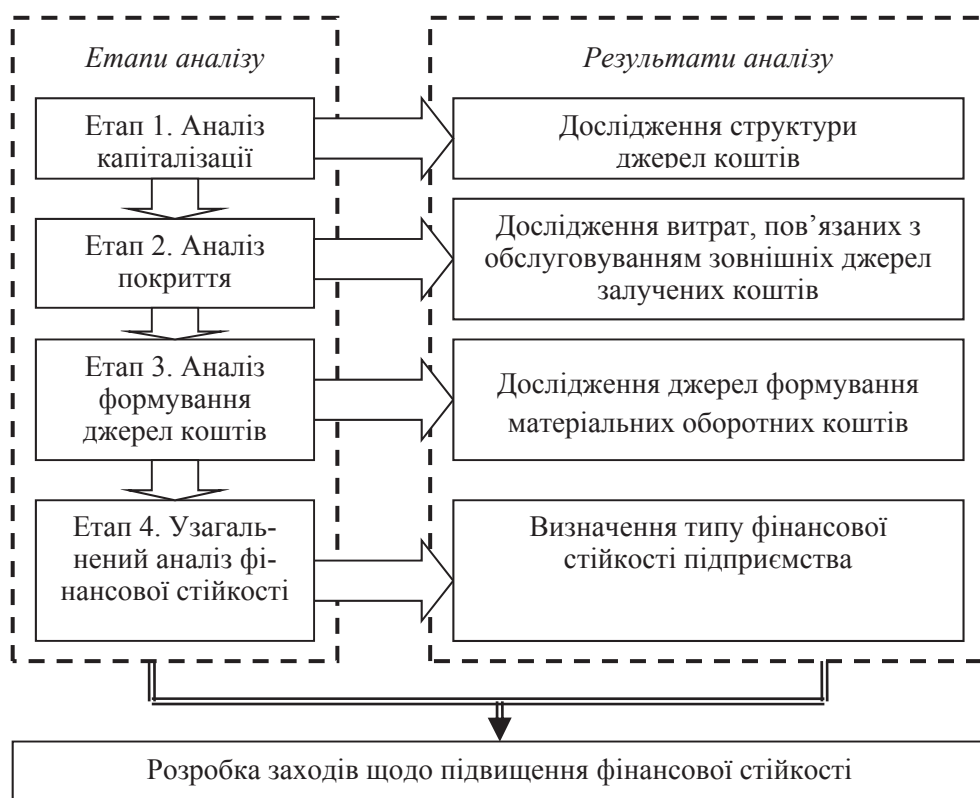 Етапи аналізу
Результати аналізу
Етап 1. Аналіз
капіталізації
Дослідження структури
джерел коштів
Етап 2. Аналіз
покриття
Дослідження витрат, пов’язаних з
обслуговуванням зовнішніх джерел
залучених коштів
Етап 3. Аналіз
формування
джерел коштів
Дослідження джерел формування
матеріальних оборотних коштів
Етап 4. Узагаль-
нений аналіз фі-
нансової стійкості
Визначення типу фінансової
стійкості підприємства
Розробка заходів щодо підвищення фінансової стійкості